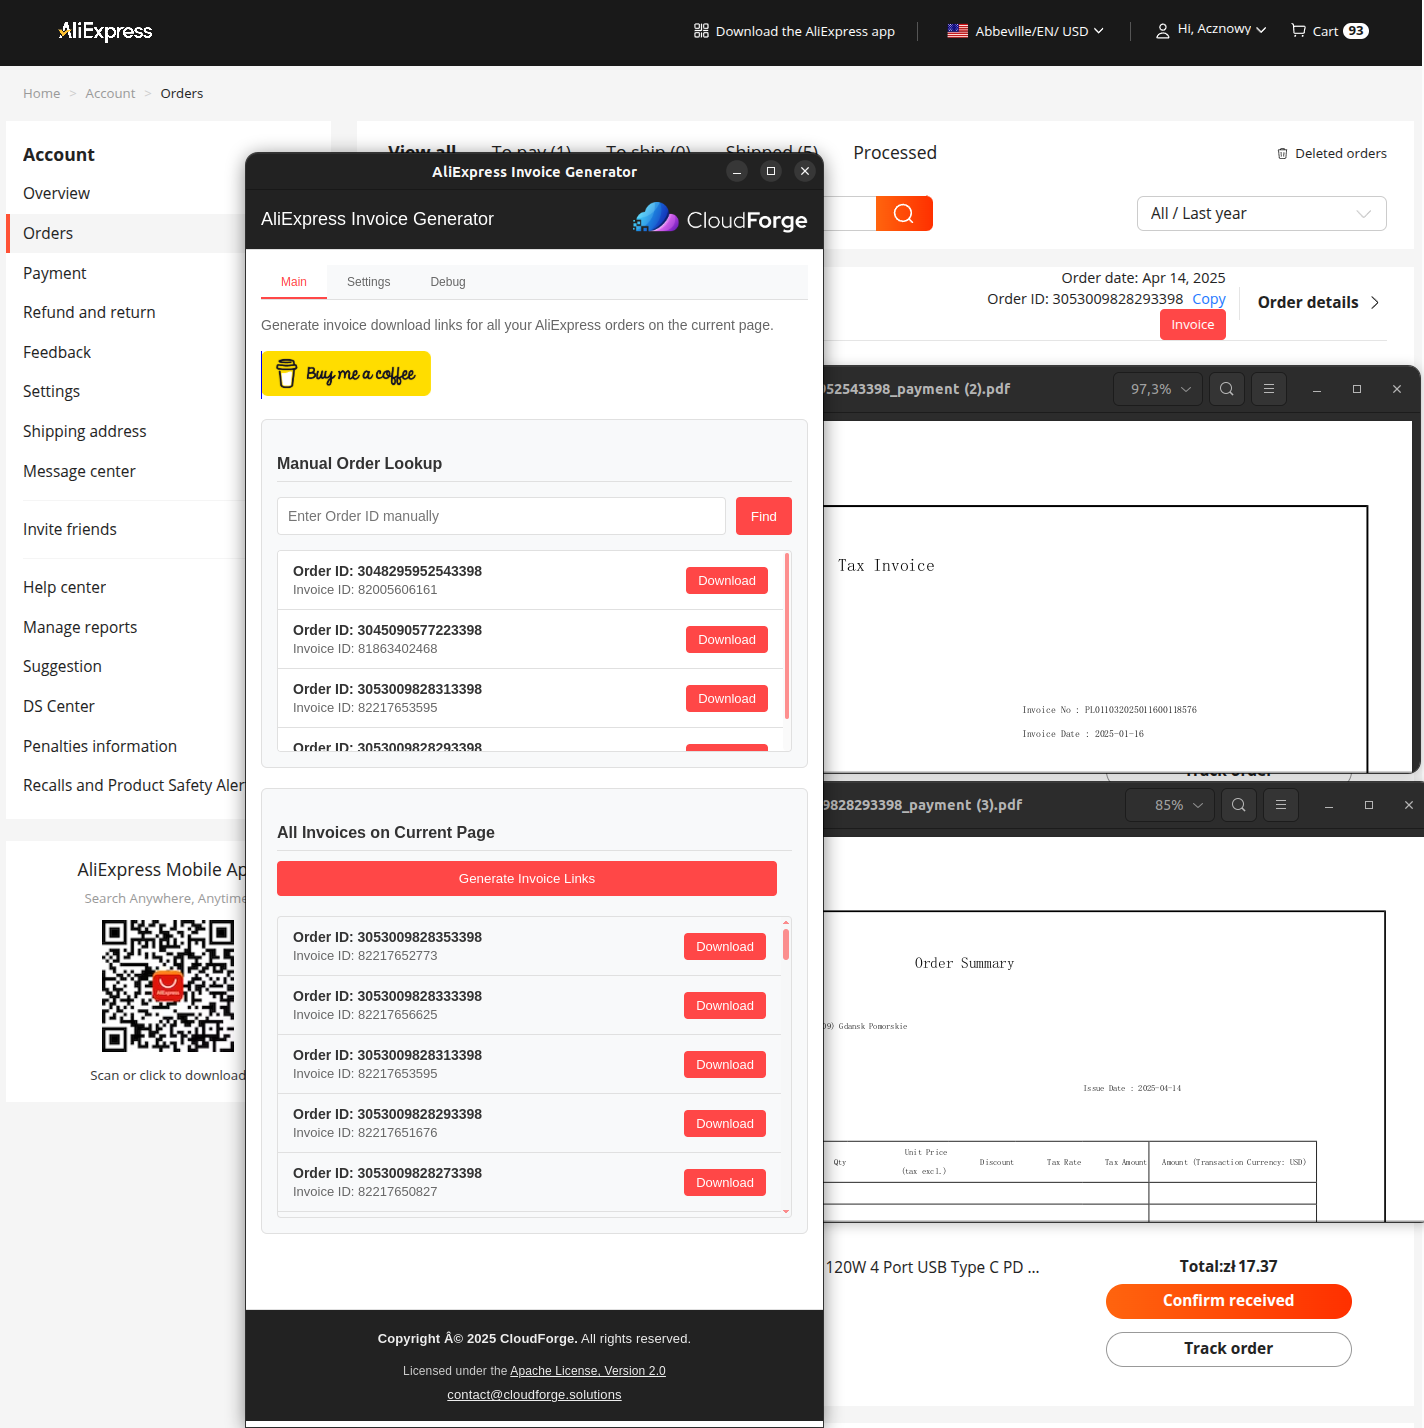 AliExpress
Download the AliExpress app
Abbeville/EN/ USD
Hi, Acznowy
Cart 93
Home > Account > Orders
Account
Overview
Orders
Payment
Refund and return
Feedback
Settings
Shipping address
Message center
Invite friends
Help center
Manage reports
Suggestion
DS Center
Penalties information
Recalls and Product Safety Aler
AliExpress Mobile Ap
Search Anywhere, Anytime
AliExpress
Scan or click to download
View all To pay (1) To ship (0) Shipped (5) Processed
Deleted orders
All / Last year
Order date: Apr 14, 2025
Order ID: 3053009828293398 Copy
Invoice
Order details
AliExpress Invoice Generator
AliExpress Invoice Generator
CloudForge
Main Settings Debug
Generate invoice download links for all your AliExpress orders on the current page.
Buy me a coffee
Manual Order Lookup
Enter Order ID manually
Find
Order ID: 3048295952543398
Invoice ID: 82005606161
Download
Order ID: 3045090577223398
Invoice ID: 81863402468
Download
Order ID: 3053009828313398
Invoice ID: 82217653595
Download
Order ID: 3053009828293398
All Invoices on Current Page
Generate Invoice Links
Order ID: 3053009828353398
Invoice ID: 82217652773
Download
Order ID: 3053009828333398
Invoice ID: 82217656625
Download
Order ID: 3053009828313398
Invoice ID: 82217653595
Download
Order ID: 3053009828293398
Invoice ID: 82217651676
Download
Order ID: 3053009828273398
Invoice ID: 82217650827
Download
Copyright Â© 2025 CloudForge. All rights reserved.
Licensed under the Apache License, Version 2.0
contact@cloudforge.solutions
952543398_payment (2).pdf
97,3%
Tax Invoice
Invoice No : PL011032025011600118576
Invoice Date : 2025-01-16
Track order
9828293398_payment (3).pdf
85%
Order Summary
09) Gdansk Pomorskie
Issue Date : 2025-04-14
Qty
Unit Price
(tax excl.)
Discount
Tax Rate
Tax Amount
Amount (Transaction Currency: USD)
120W 4 Port USB Type C PD ...
Total:zł 17.37
Confirm received
Track order